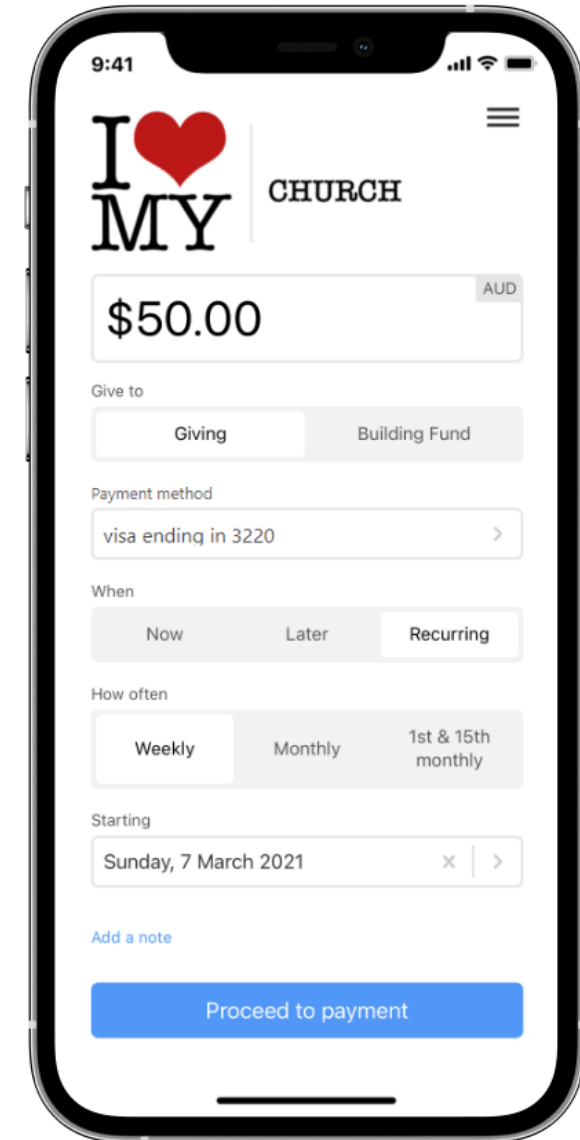 9:41
I
MY
CHURCH
AUD
$50.00
Give to
Giving
Building Fund
Payment method
visa ending in 3220
When
Now
Later
Recurring
How often
Weekly
Monthly
1st & 15th
monthly
Starting
Sunday, 7 March 2021
Add a note
Proceed to payment